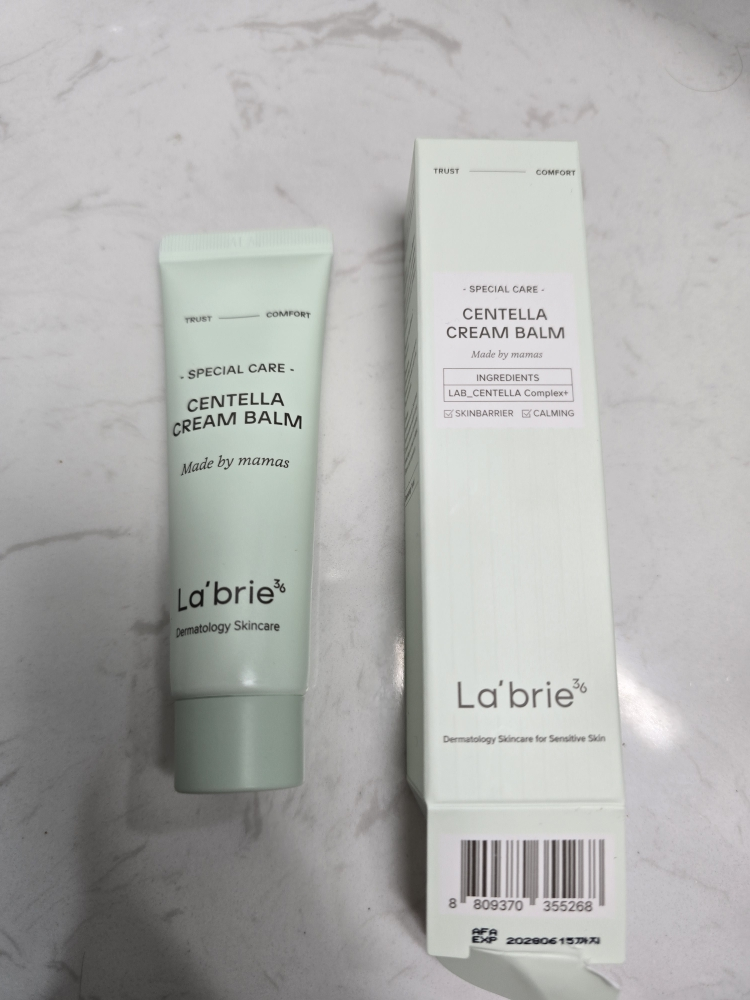 TRUST COMFORT
- SPECIAL CARE -
CENTELLA
CREAM BALM
Made by mamas
La'brie36
Dermatology Skincare
TRUST COMFORT
- SPECIAL CARE -
CENTELLA
CREAM BALM
Made by mamas
INGREDIENTS
LAB_CENTELLA Complex+
☑ SKINBARRIER ☑ CALMING
La'brie36
Dermatology Skincare for Sensitive Skin
8 809370 355268
AFA
EXP 20280615까지